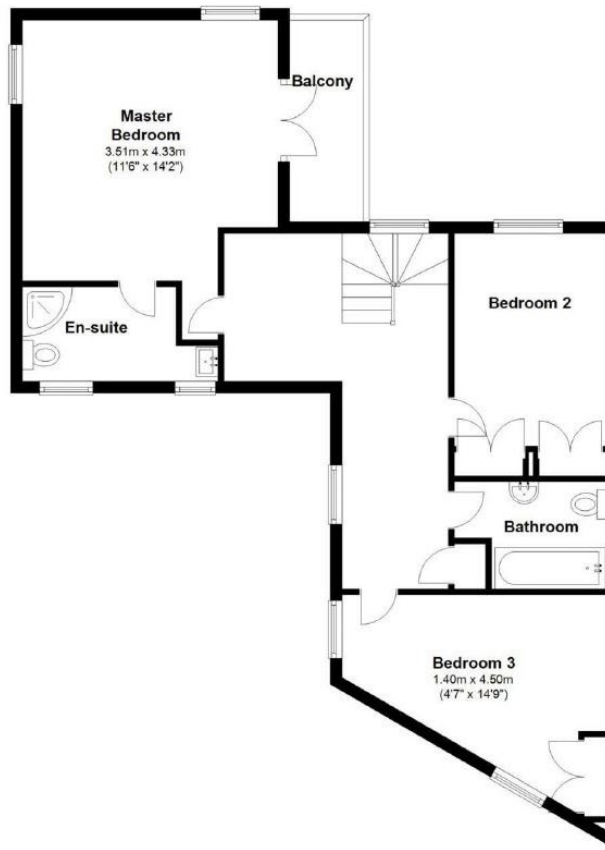 Balcony
Master
Bedroom
3.51m x 4.33m
(11'6" x 14'2")
Bedroom 2
En-suite
Bathroom
Bedroom 3
1.40m x 4.50m
(4'7" x 14'9")